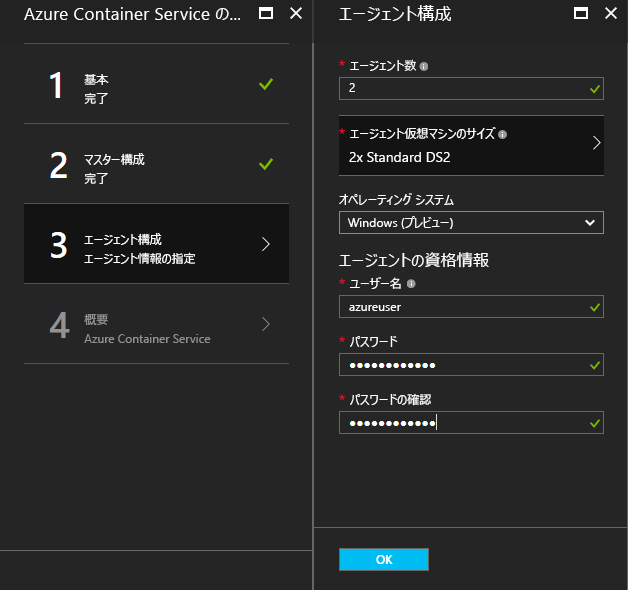 Azure Container Service の...
1
基本
完了
2
マスター構成
完了
3
エージェント構成
エージェント情報の指定
4
概要
Azure Container Service
エージェント構成
* エージェント数
2
* エージェント仮想マシンのサイズ
2x Standard DS2
オペレーティング システム
Windows (プレビュー)
エージェントの資格情報
* ユーザー名
azureuser
* パスワード
••••••••••••
* パスワードの確認
••••••••••••
OK